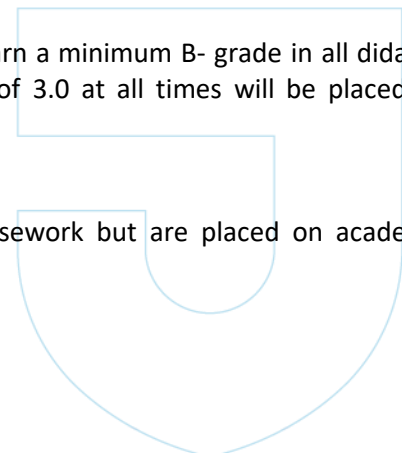 arn a minimum B- grade in all dida
of 3.0 at all times will be placed
sework but are placed on acade